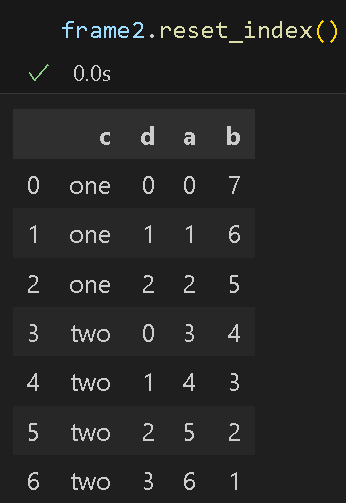 frame2.reset_index()
0.0s
c d a b
0 one 0 0 7
1 one 1 1 6
2 one 2 2 5
3 two 0 3 4
4 two 1 4 3
5 two 2 5 2
6 two 3 6 1